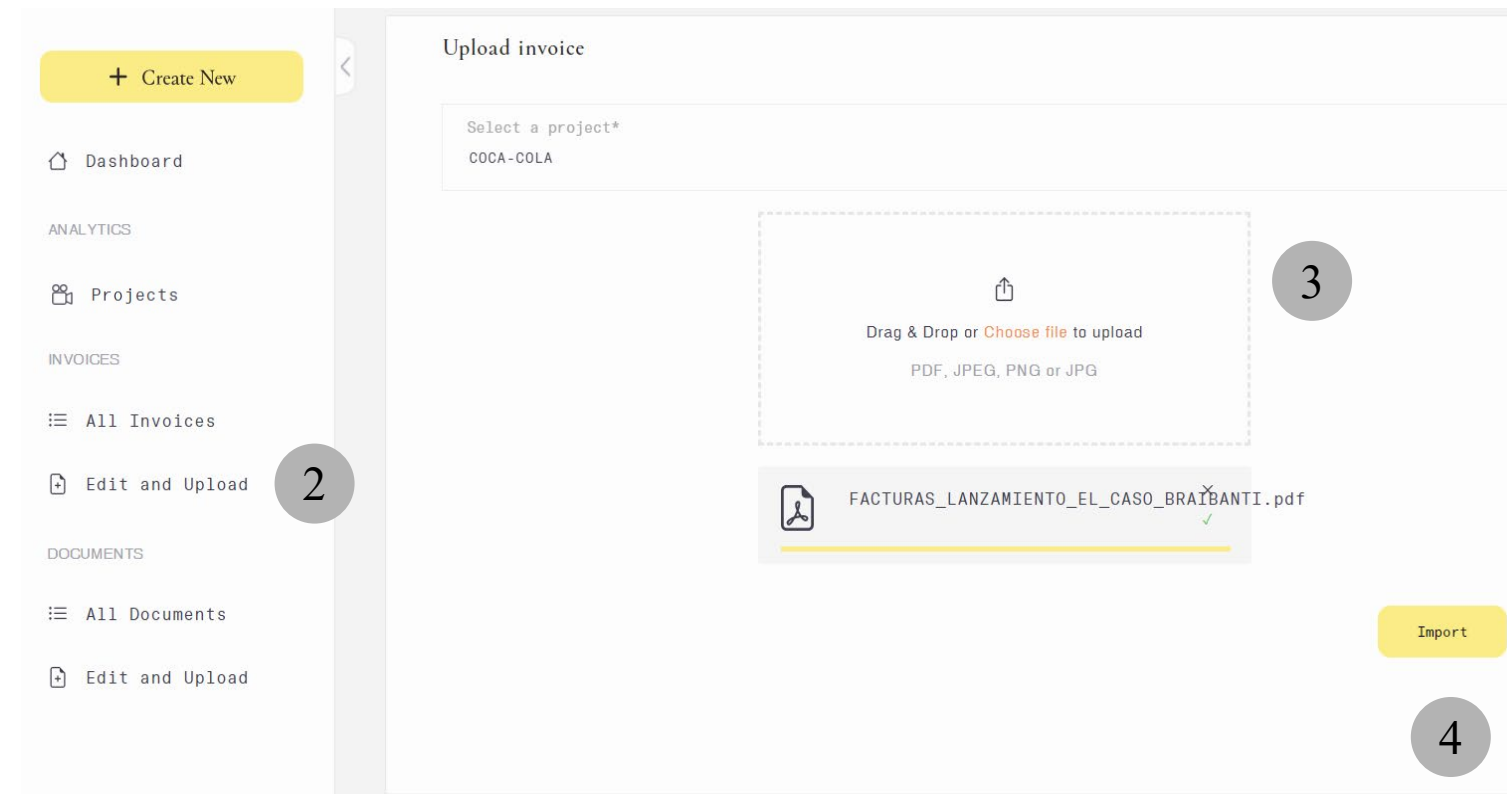 + Create New
Dashboard
ANALYTICS
Projects
INVOICES
All Invoices
Edit and Upload
2
DOCUMENTS
All Documents
Edit and Upload
Upload invoice
Select a project*
COCA-COLA
Drag & Drop or Choose file to upload
PDF, JPEG, PNG or JPG
3
FACTURAS_LANZAMIENTO_EL_CASO_BRAIBANTI.pdf
Import
4